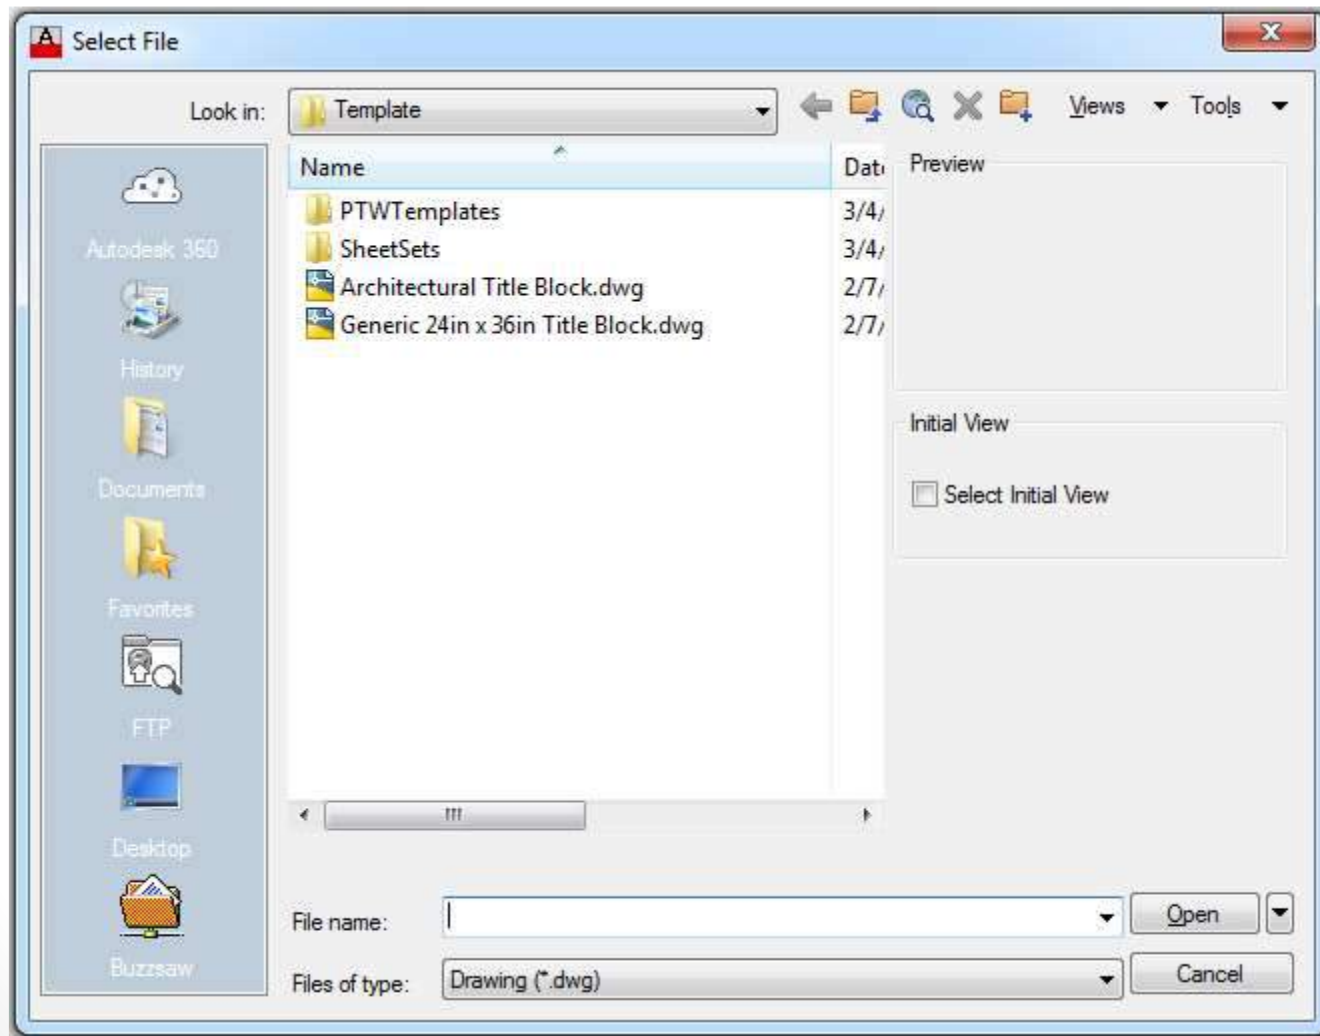 Select File
Look in: Template Views Tools
Name Date Preview
PTWTemplates 3/4/
SheetSets 3/4/
Architectural Title Block.dwg 2/7/
Generic 24in x 36in Title Block.dwg 2/7/
Autodesk 360
History
Documents
Favorites
FTP
Desktop
Buzzsaw
Initial View
Select Initial View
File name: Open
Files of type: Drawing (*.dwg) Cancel